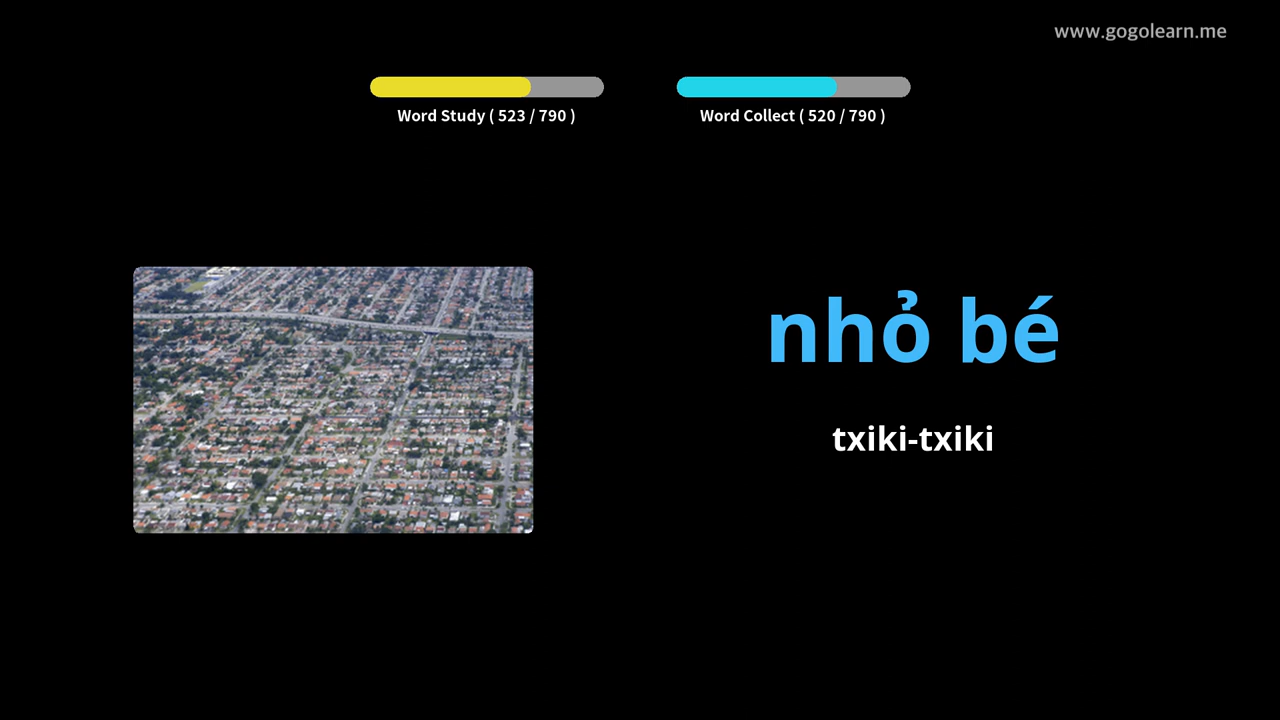 www.gogolearn.me
Word Study ( 523 / 790 )
Word Collect ( 520 / 790 )
nhỏ bé
txiki-txiki